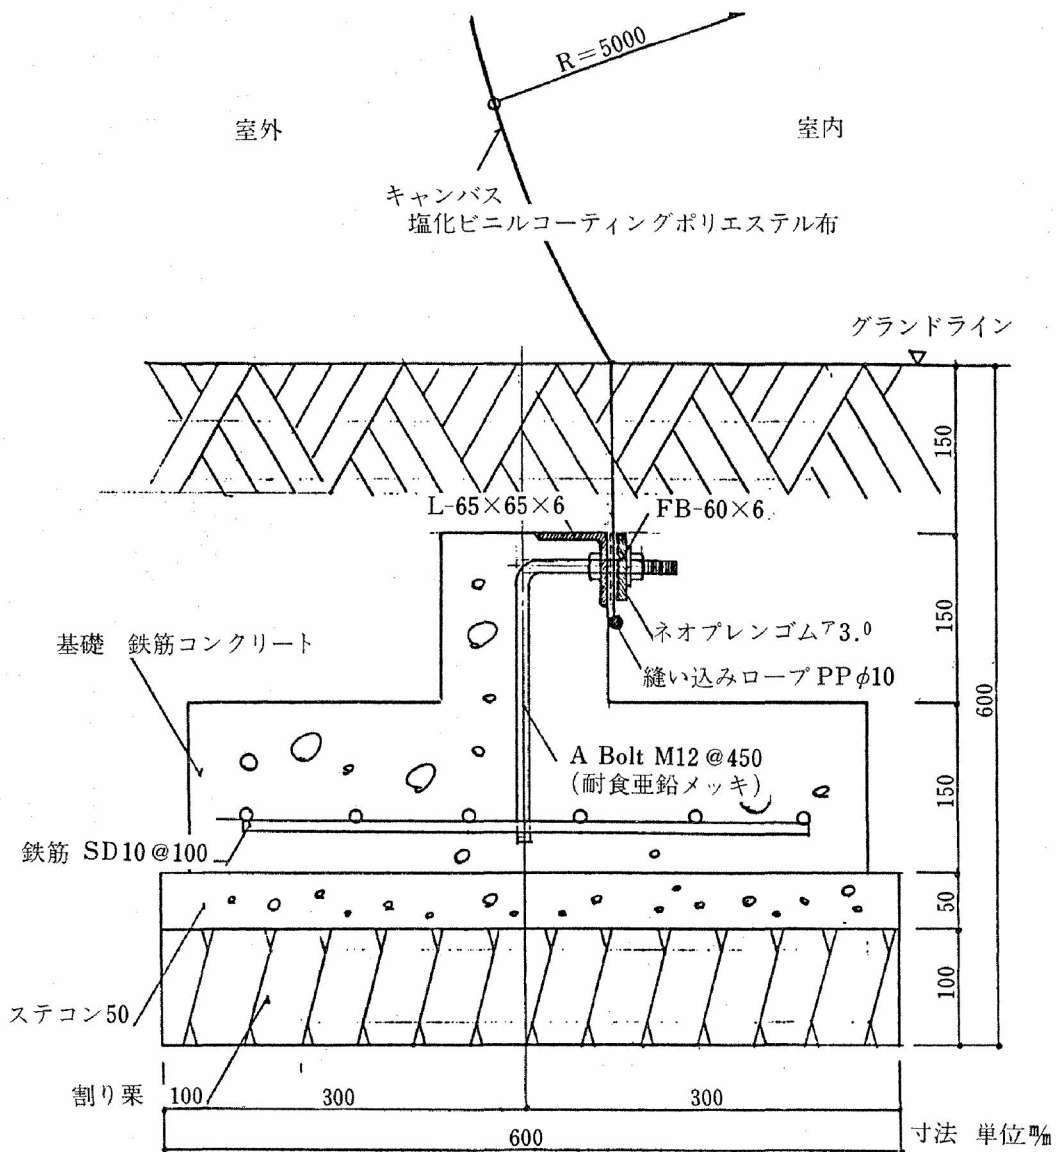 R=5000
室外
室内
キャンバス
塩化ビニルコーティングポリエステル布
グランドライン
150
L-65×65×6
FB-60×6
150
ネオプレンゴムア3.0
基礎 鉄筋コンクリート
縫い込みロープ PPφ10
600
A Bolt M12@450
(耐食亜鉛メッキ)
150
鉄筋 SD10@100
50
ステコン50
100
割り栗 100
300
300
600
寸法 単位m/m